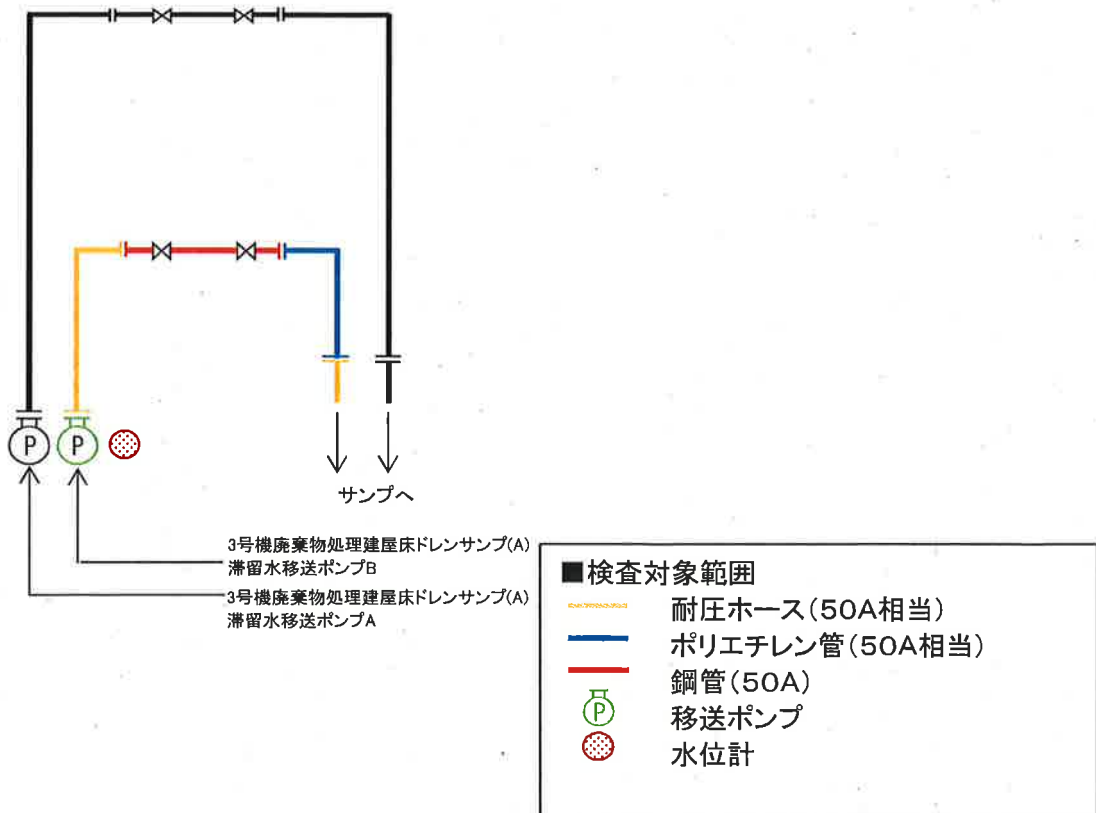 P
P
サンプへ
3号機廃棄物処理建屋床ドレンサンプ(A)
滞留水移送ポンプB
3号機廃棄物処理建屋床ドレンサンプ(A)
滞留水移送ポンプA
■検査対象範囲
耐圧ホース(50A相当)
ポリエチレン管(50A相当)
鋼管(50A)
P
移送ポンプ
水位計